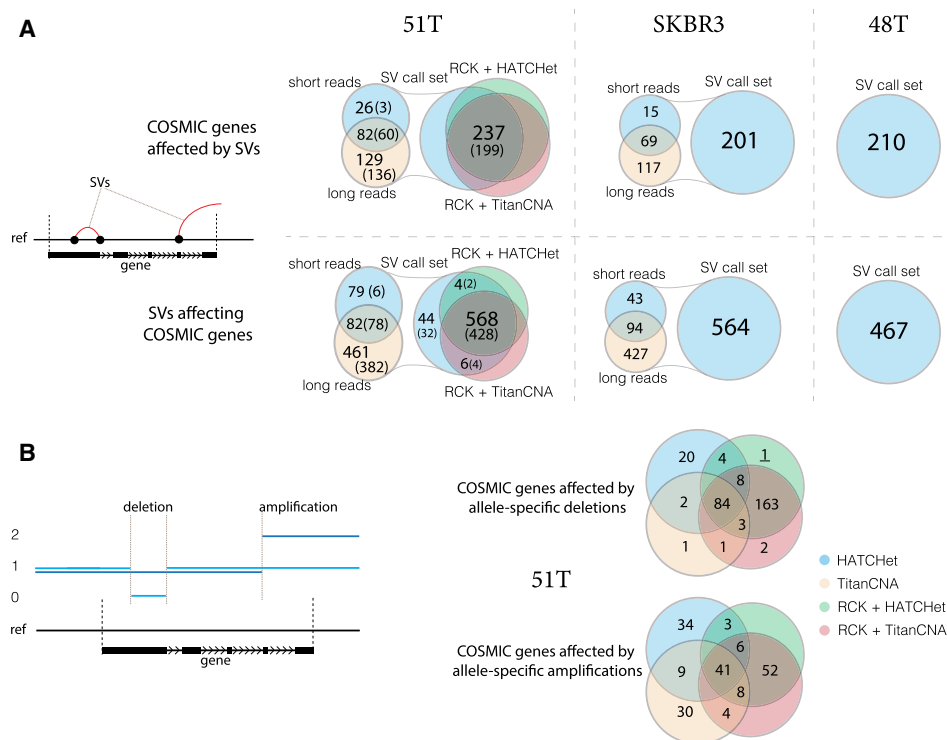 A
51T
SKBR3
48T
COSMIC genes
affected by SVs
short reads
SV call set
RCK + HATCHet
26(3)
82(60)
129
(136)
237
(199)
long reads
RCK + TitanCNA
short reads
SV call set
15
69
117
201
long reads
SV call set
210
SVs
ref
gene
SVs affecting
COSMIC genes
short reads
SV call set
RCK + HATCHet
79 (6)
82(78)
461
(382)
4(2)
44
(32)
568
(428)
6(4)
long reads
RCK + TitanCNA
short reads
SV call set
43
94
427
564
long reads
SV call set
467
B
deletion
amplification
2
1
0
ref
gene
COSMIC genes affected by
allele-specific deletions
20
4
1
8
2
84
163
3
1
1
2
51T
COSMIC genes affected by
allele-specific amplifications
34
3
6
9
41
52
8
30
4
HATCHet
TitanCNA
RCK + HATCHet
RCK + TitanCNA